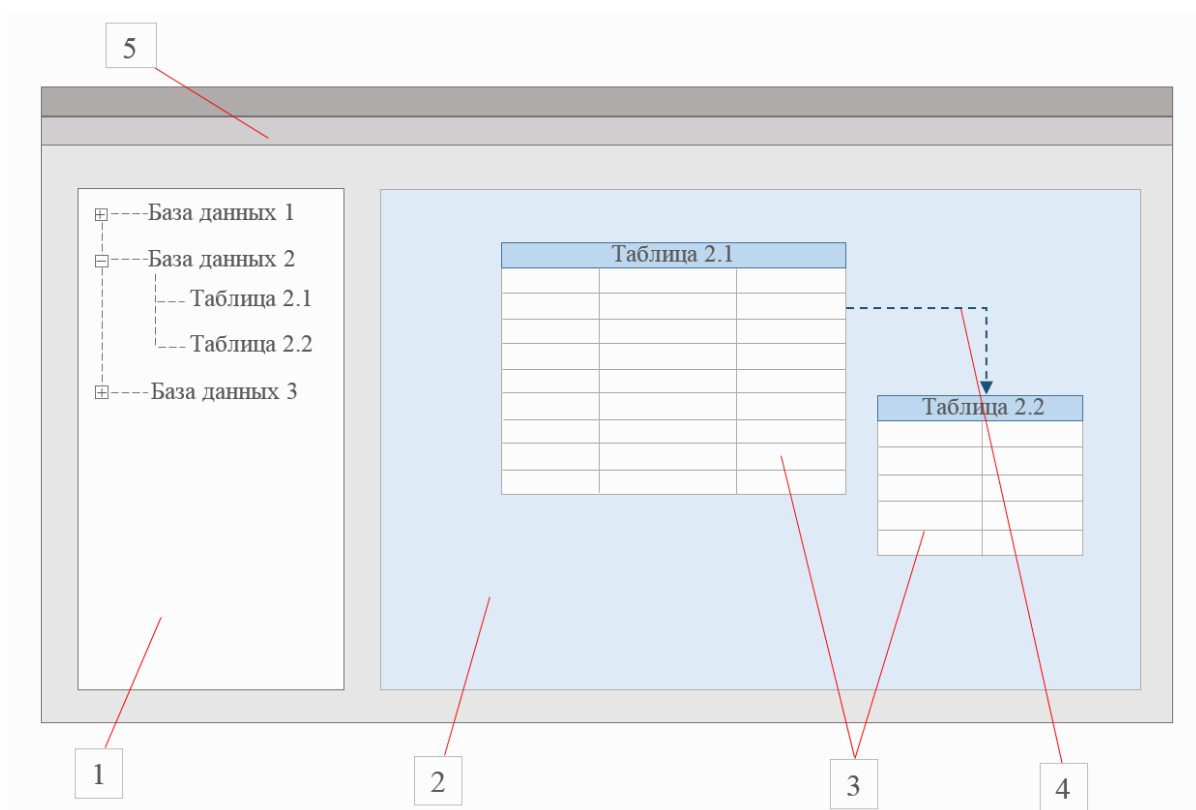 5
База данных 1
База данных 2
Таблица 2.1
Таблица 2.2
База данных 3
Таблица 2.1
Таблица 2.2
1
2
3
4